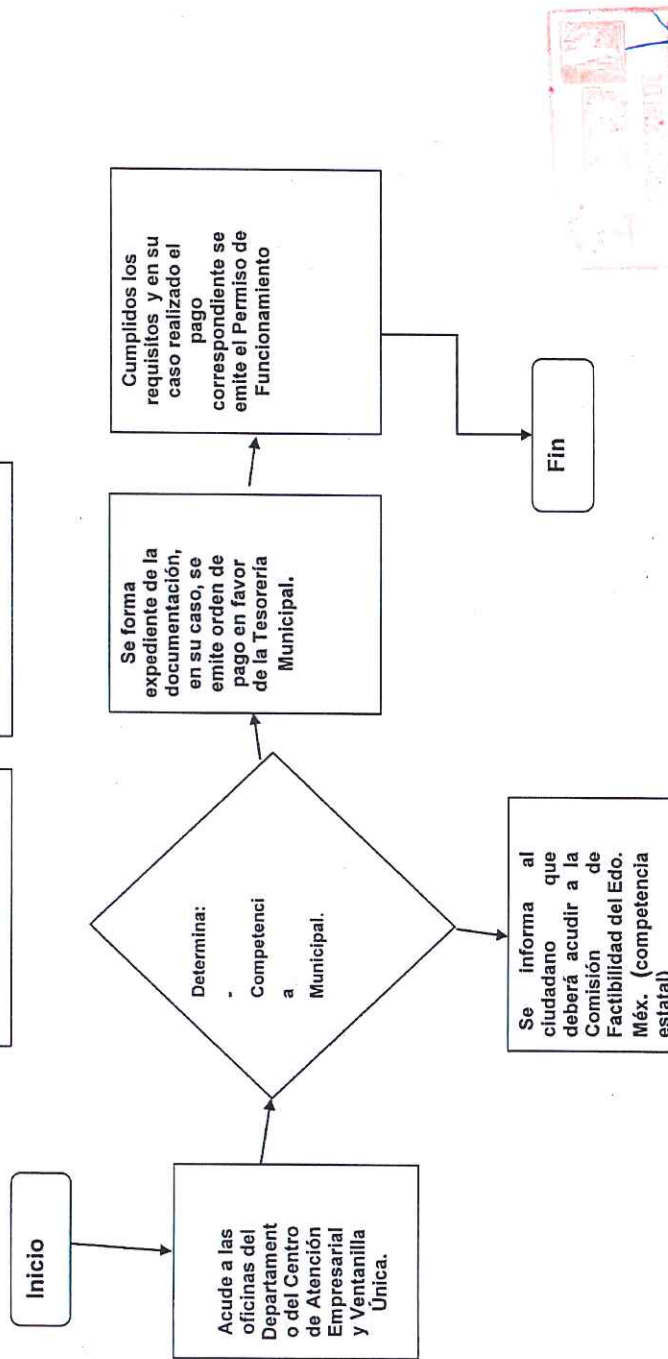 Inicio
Acude a las
oficinas del
Departament
o del Centro
de Atención
Empresarial
y Ventanilla
Única.
Determina:
-
Competenci
a
Municipal.
Se informa al
ciudadano que
deberá acudir a la
Comisión de
Factibilidad del Edo.
Méx. (competencia
estatal)
Se forma
expediente de la
documentación,
en su caso, se
emite orden de
pago en favor
de la Tesorería
Municipal.
Cumplidos los
requisitos y en su
caso realizado el
pago
correspondiente se
emite el Permiso de
Funcionamiento
Fin